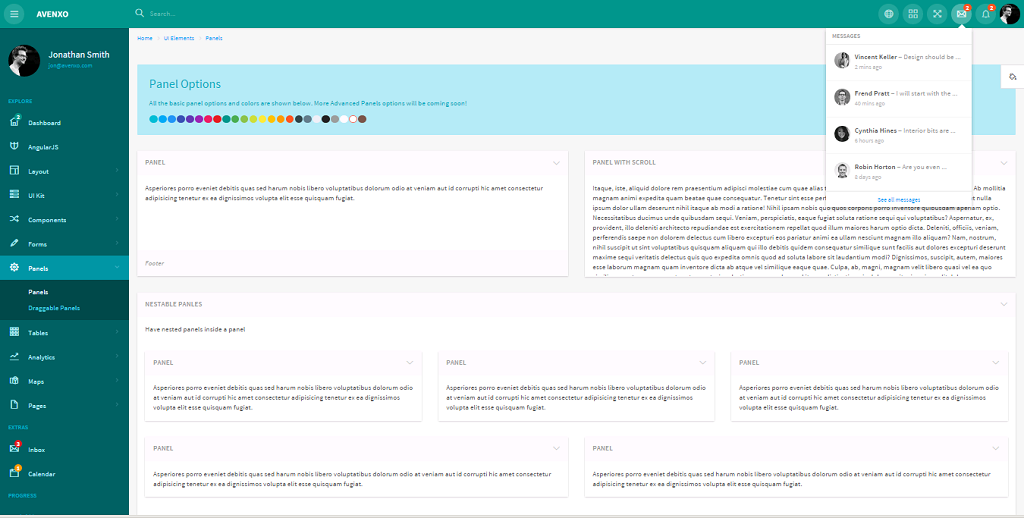 AVENXO
Search...
2
2
Jonathan Smith
jon@avenxo.com
EXPLORE
2
Dashboard
AngularJS
Layout
UI Kit
Components
Forms
Panels
Panels
Draggable Panels
Tables
Analytics
Maps
Pages
EXTRAS
3
Inbox
Calendar
PROGRESS
Home > UI Elements > Panels
Panel Options
All the basic panel options and colors are shown below. More Advanced Panels options will be coming soon!
MESSAGES
Vincent Keller – Design should be ...
2 mins ago
Frend Pratt – I will start with the ...
40 mins ago
Cynthia Hines – Interior bits are ...
6 hours ago
Robin Horton – Are you even ...
8 days ago
See all messages
PANEL
Asperiores porro eveniet debitis quas sed harum nobis libero voluptatibus dolorum odio at veniam aut id corrupti hic amet consectetur
adipisicing tenetur ex ea dignissimos volupta elit esse quisquam fugiat.
Footer
PANEL WITH SCROLL
Itaque, iste, aliquid dolore rem praesentium adipisci molestiae cum quae alias
Ab mollitia
magnam animi expedita quam beatae quae consequatur. Tenetur sint esse per
nulla
ipsum dolor ullam deserunt nihil itaque ab modi a ratione! Nihil ipsam nobis quo quos corporis porro inventore quibusdam aperiam optio.
Necessitatibus ducimus unde quibusdam sequi. Veniam, perspiciatis, eaque fugiat soluta ratione sequi qui voluptatibus? Aspernatur, ex,
provident, illo deleniti architecto repudiandae est exercitationem repellat quod illum maiores harum optio dicta. Deleniti, officiis, veniam,
perferendis saepe non dolorem delectus cum libero excepturi eos pariatur animi ea ullam nesciunt magnam illo aliquam? Nam, nostrum,
nihil suscipit ut sint voluptatibus quisquam aliquam qui illo debitis quidem consequatur similique sunt facilis aut dolores excepturi deserunt
maxime sequi veritatis delectus quis quo expedita omnis quod ad soluta labore sit laudantium modi? Dignissimos, suscipit, autem, maiores
esse laborum magnam quam inventore dicta ab atque vel similique eaque quae. Culpa, ab, magni, magnam velit libero quasi vel ea quo
NESTABLE PANLES
Have nested panels inside a panel
PANEL
Asperiores porro eveniet debitis quas sed harum nobis libero voluptatibus dolorum odio
at veniam aut id corrupti hic amet consectetur adipisicing tenetur ex ea dignissimos
volupta elit esse quisquam fugiat.
PANEL
Asperiores porro eveniet debitis quas sed harum nobis libero voluptatibus dolorum odio
at veniam aut id corrupti hic amet consectetur adipisicing tenetur ex ea dignissimos
volupta elit esse quisquam fugiat.
PANEL
Asperiores porro eveniet debitis quas sed harum nobis libero voluptatibus dolorum odio
at veniam aut id corrupti hic amet consectetur adipisicing tenetur ex ea dignissimos
volupta elit esse quisquam fugiat.
PANEL
Asperiores porro eveniet debitis quas sed harum nobis libero voluptatibus dolorum odio at veniam aut id corrupti hic amet consectetur
adipisicing tenetur ex ea dignissimos volupta elit esse quisquam fugiat.
PANEL
Asperiores porro eveniet debitis quas sed harum nobis libero voluptatibus dolorum odio at veniam aut id corrupti hic amet consectetur
adipisicing tenetur ex ea dignissimos volupta elit esse quisquam fugiat.